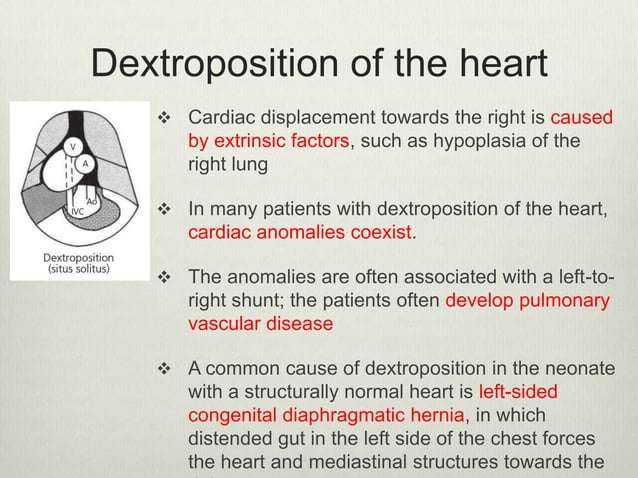 Dextroposition of the heart
V
A
Ao
IVC
Dextroposition
(situs solitus)
❖ Cardiac displacement towards the right is caused
by extrinsic factors, such as hypoplasia of the
right lung
❖ In many patients with dextroposition of the heart,
cardiac anomalies coexist.
❖ The anomalies are often associated with a left-to-
right shunt; the patients often develop pulmonary
vascular disease
❖ A common cause of dextroposition in the neonate
with a structurally normal heart is left-sided
congenital diaphragmatic hernia, in which
distended gut in the left side of the chest forces
the heart and mediastinal structures towards the